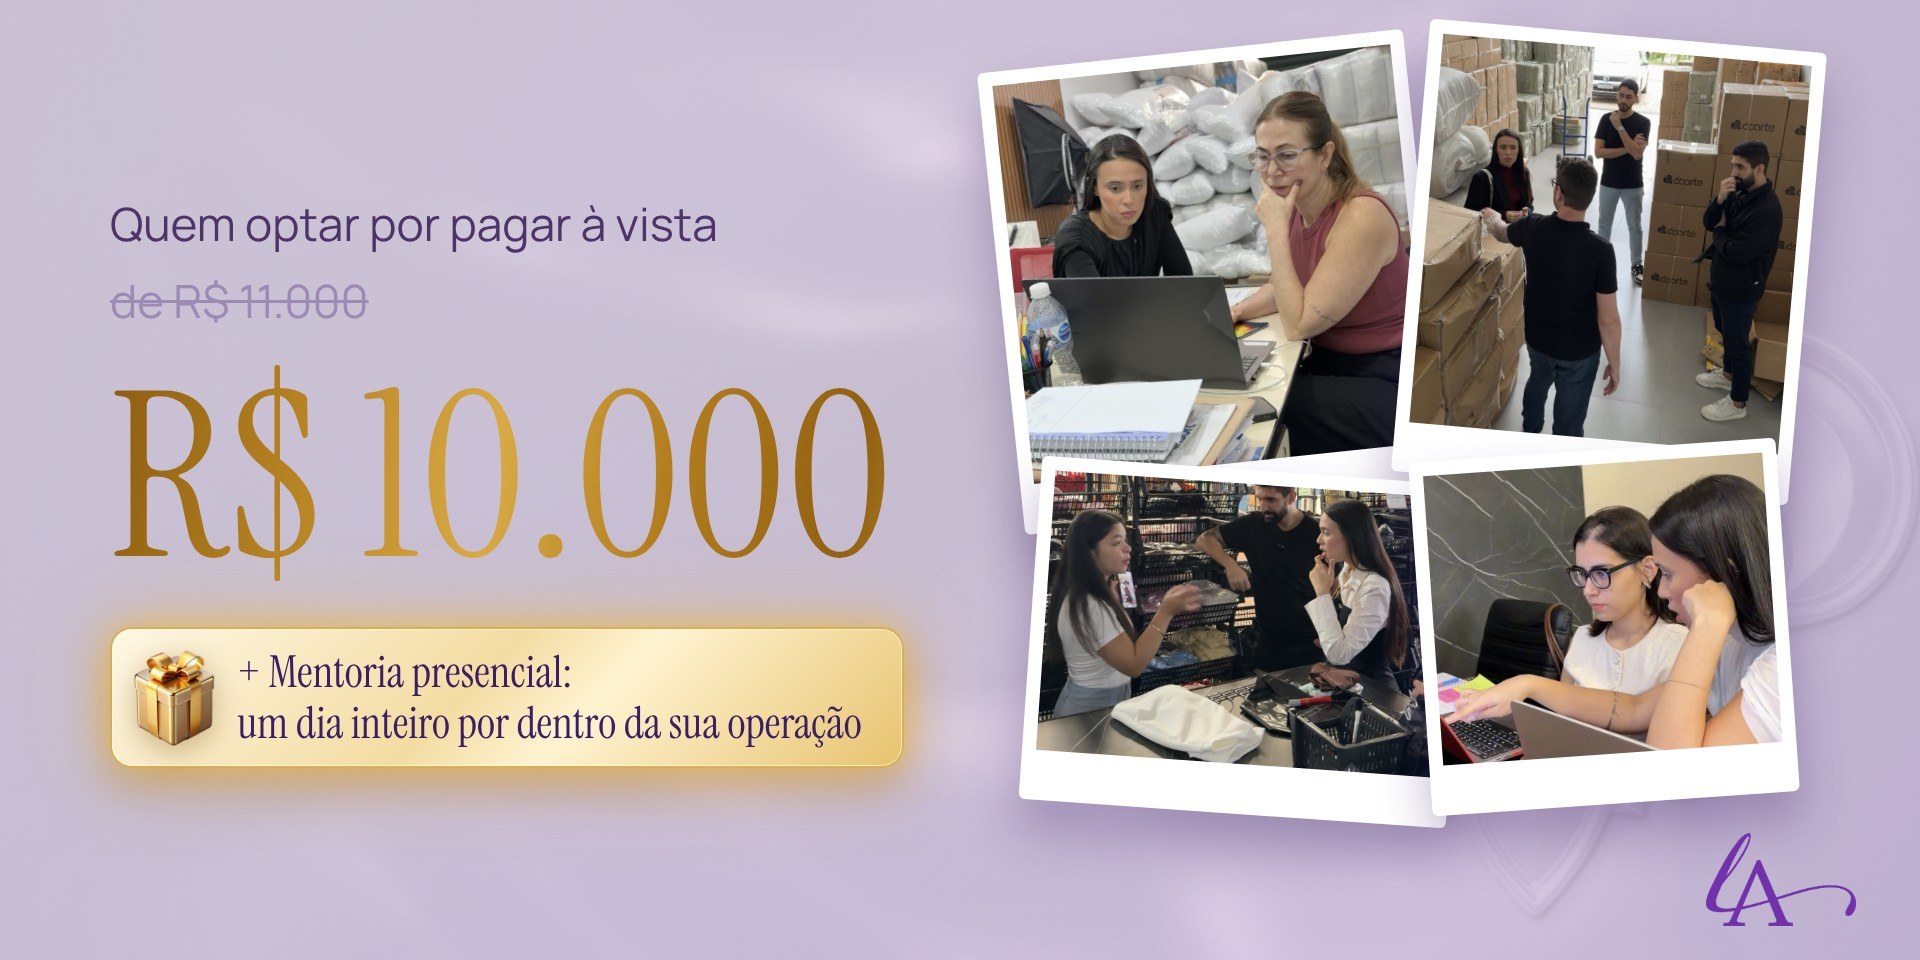 Quem optar por pagar à vista
de R$ 11.000
R$ 10.000
+ Mentoria presencial:
um dia inteiro por dentro da sua operação
LA